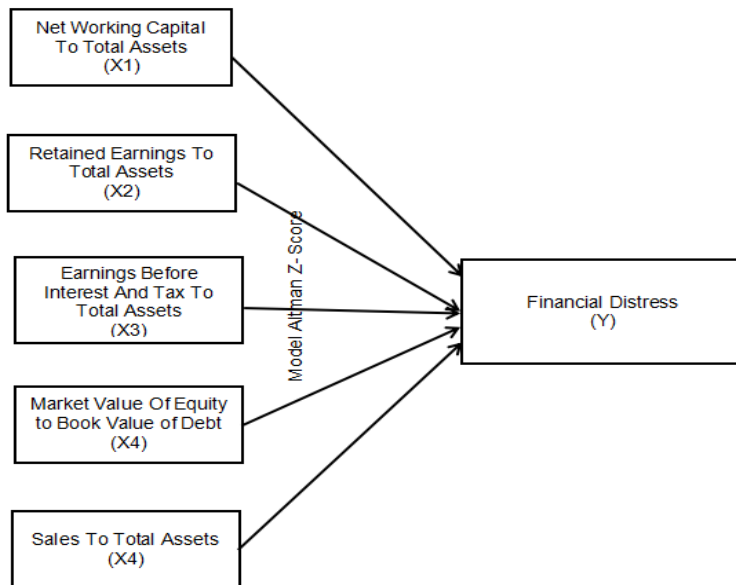 Net Working Capital
To Total Assets
(X1)
Retained Earnings To
Total Assets
(X2)
Earnings Before
Interest And Tax To
Total Assets
(X3)
Market Value Of Equity
to Book Value of Debt
(X4)
Sales To Total Assets
(X4)
Model Altman Z- Score
Financial Distress
(Y)